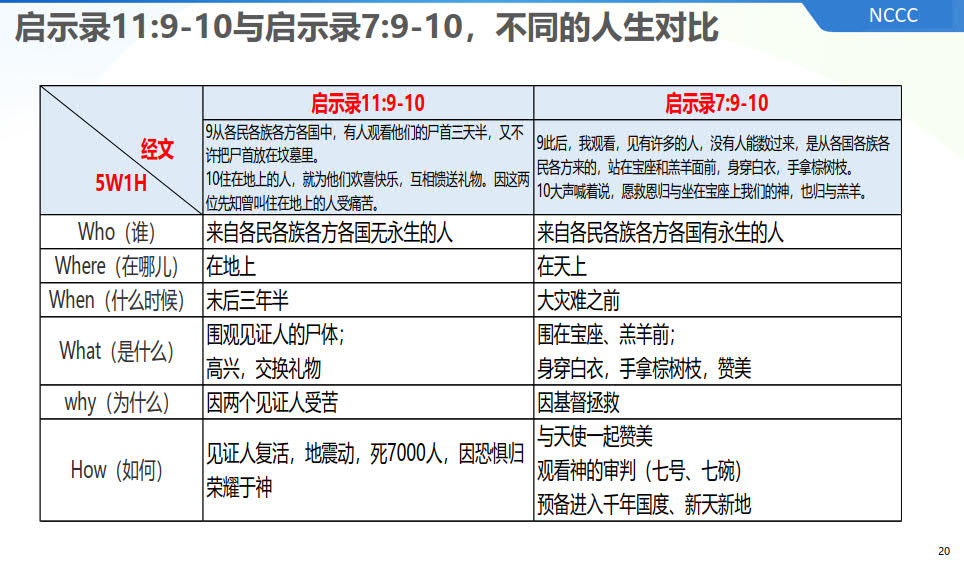 NCCC
启示录11:9-10与启示录7:9-10，不同的人生对比
经文
5W1H
启示录11:9-10
启示录7:9-10
9从各民各族各方各国中，有人观看他们的尸首三天半，又不
许把尸首放在坟墓里。
10住在地上的人，就为他们欢喜快乐，互相馈送礼物。因这两
位先知曾叫住在地上的人受痛苦。
9此后，我观看，见有许多的人，没有人能数过来，是从各国各族各
民各方来的，站在宝座和羔羊面前，身穿白衣，手拿棕树枝。
10大声喊着说，愿救恩归与坐在宝座上我们的神，也归与羔羊。
Who（谁）
来自各民各族各方各国无永生的人
来自各民各族各方各国有永生的人
Where（在哪儿）
在地上
在天上
When（什么时候）
末后三年半
大灾难之前
What（是什么）
围观见证人的尸体；
高兴，交换礼物
围在宝座、羔羊前；
身穿白衣，手拿棕树枝，赞美
why（为什么）
因两个见证人受苦
因基督拯救
How（如何）
见证人复活，地震动，死7000人，因恐惧归
荣耀于神
与天使一起赞美
观看神的审判（七号、七碗）
预备进入千年国度、新天新地
20